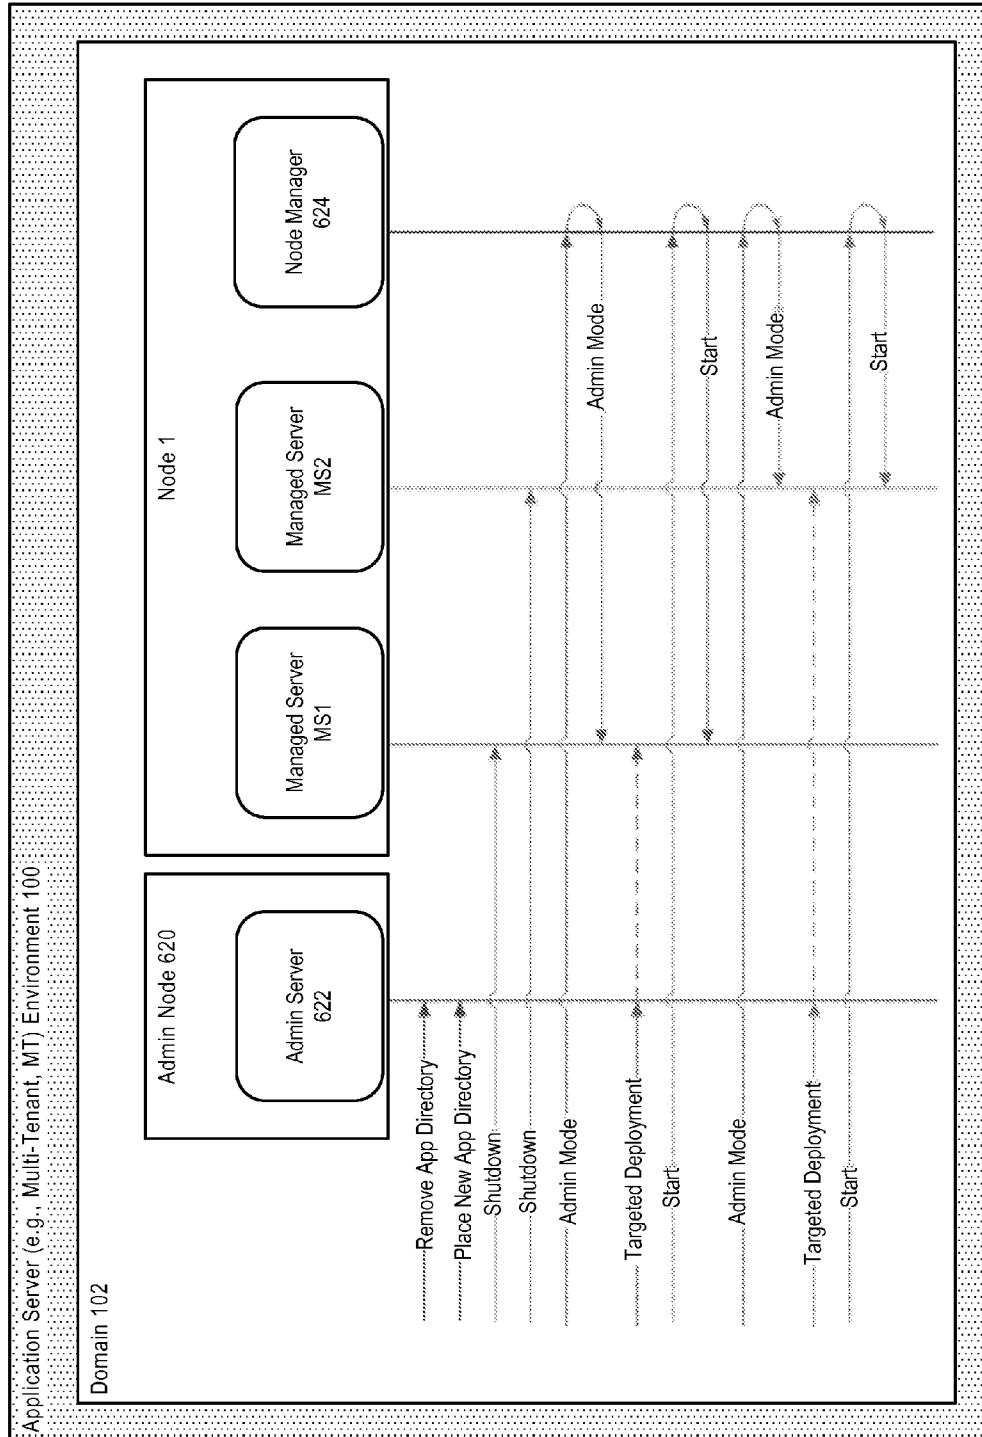 Application Server (e.g., Multi-Tenant, MT) Environment 100
Domain 102
Admin Node 620
Admin Server
622
Node 1
Managed Server
MS1
Managed Server
MS2
Node Manager
624
Remove App Directory
Place New App Directory
Shutdown
Shutdown
Admin Mode
Admin Mode
Targeted Deployment
Start
Start
Admin Mode
Admin Mode
Targeted Deployment
Start
Start